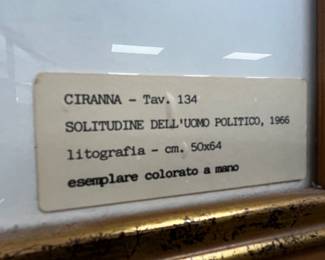 CIRANNA - Tav. 134
SOLITUDINE DELL'UOMO POLITICO, 1966
litografia - cm. 50x64
esemplare colorato a mano